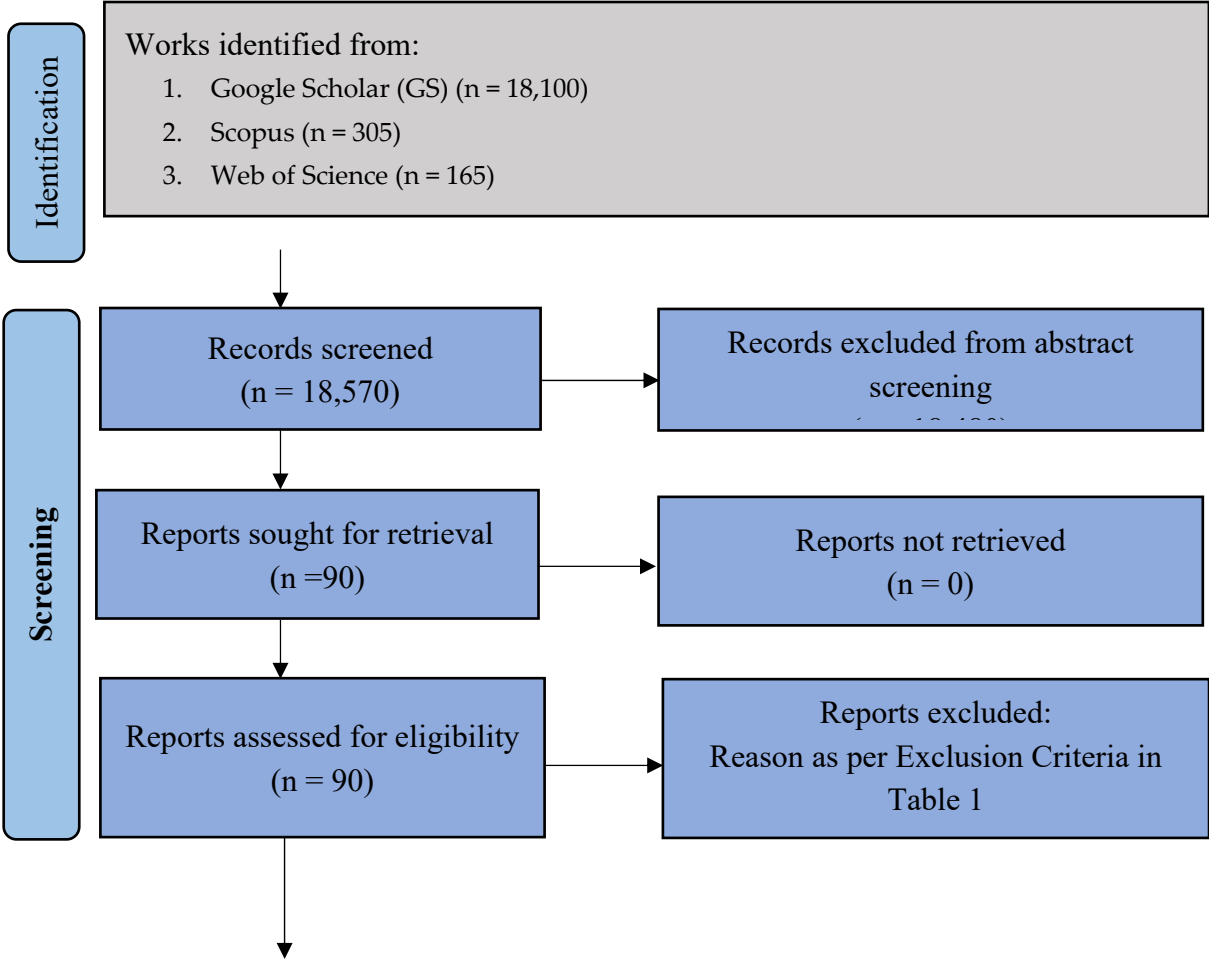 Identification
Works identified from:
1. Google Scholar (GS) (n = 18,100)
2. Scopus (n = 305)
3. Web of Science (n = 165)
Screening
Records screened
(n = 18,570)
Records excluded from abstract
screening
Reports sought for retrieval
(n =90)
Reports not retrieved
(n = 0)
Reports assessed for eligibility
(n = 90)
Reports excluded:
Reason as per Exclusion Criteria in
Table 1